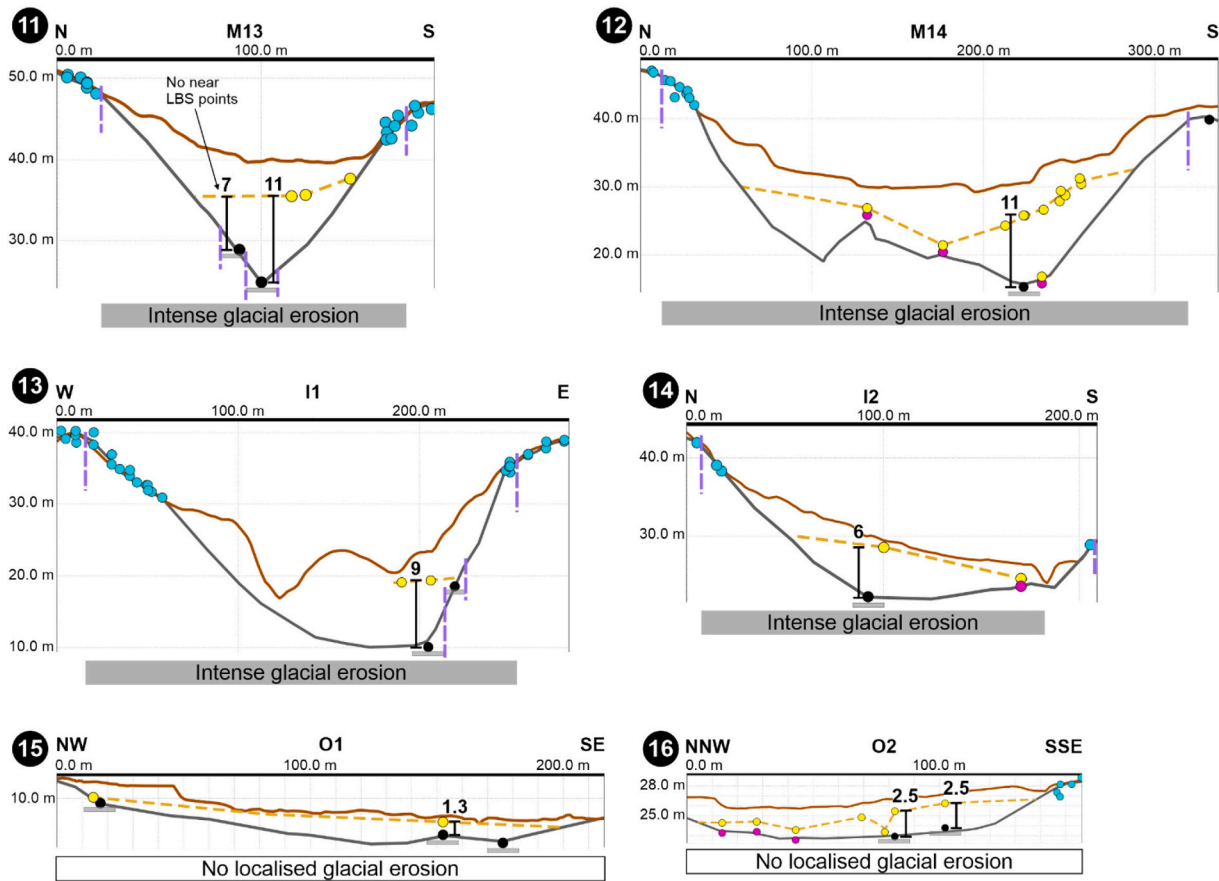 11
N M13 S
0.0 m 100.0 m
50.0 m
No near
LBS points
40.0 m
7 11
30.0 m
Intense glacial erosion
12
N M14 S
0.0 m 100.0 m 200.0 m 300.0 m
40.0 m
30.0 m
11
20.0 m
Intense glacial erosion
13
W I1 E
0.0 m 100.0 m 200.0 m
40.0 m
30.0 m
20.0 m
9
10.0 m
Intense glacial erosion
14
N I2 S
0.0 m 100.0 m 200.0 m
40.0 m
30.0 m
6
Intense glacial erosion
15
NW O1 SE
0.0 m 100.0 m 200.0 m
10.0 m
1.3
No localised glacial erosion
16
NNW O2 SSE
0.0 m 100.0 m
28.0 m
2.5 2.5
25.0 m
No localised glacial erosion